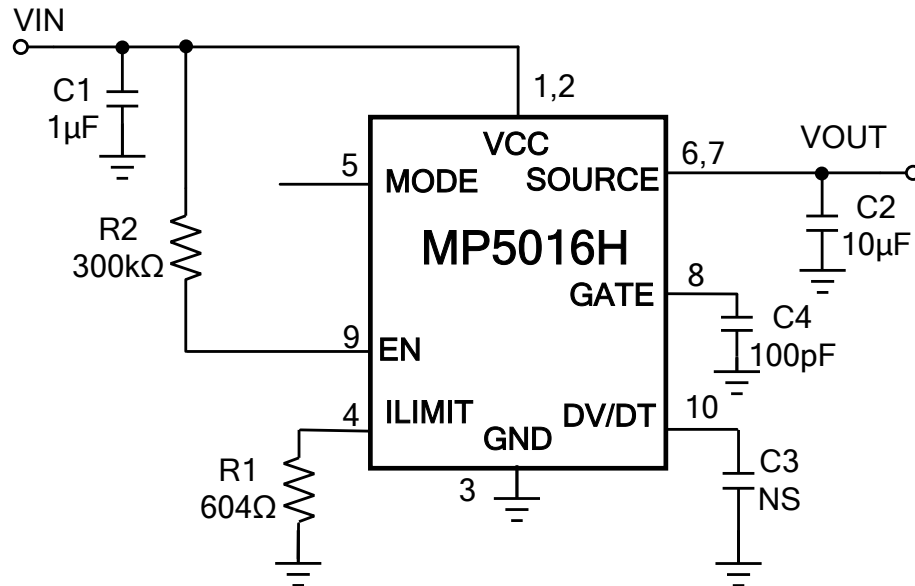 VIN
C1
1µF
1,2
VCC
5
MODE
SOURCE
6,7
VOUT
C2
10µF
R2
300kΩ
MP5016H
8
GATE
C4
100pF
9
EN
4
ILIMIT
GND
DV/DT
10
R1
604Ω
3
C3
NS